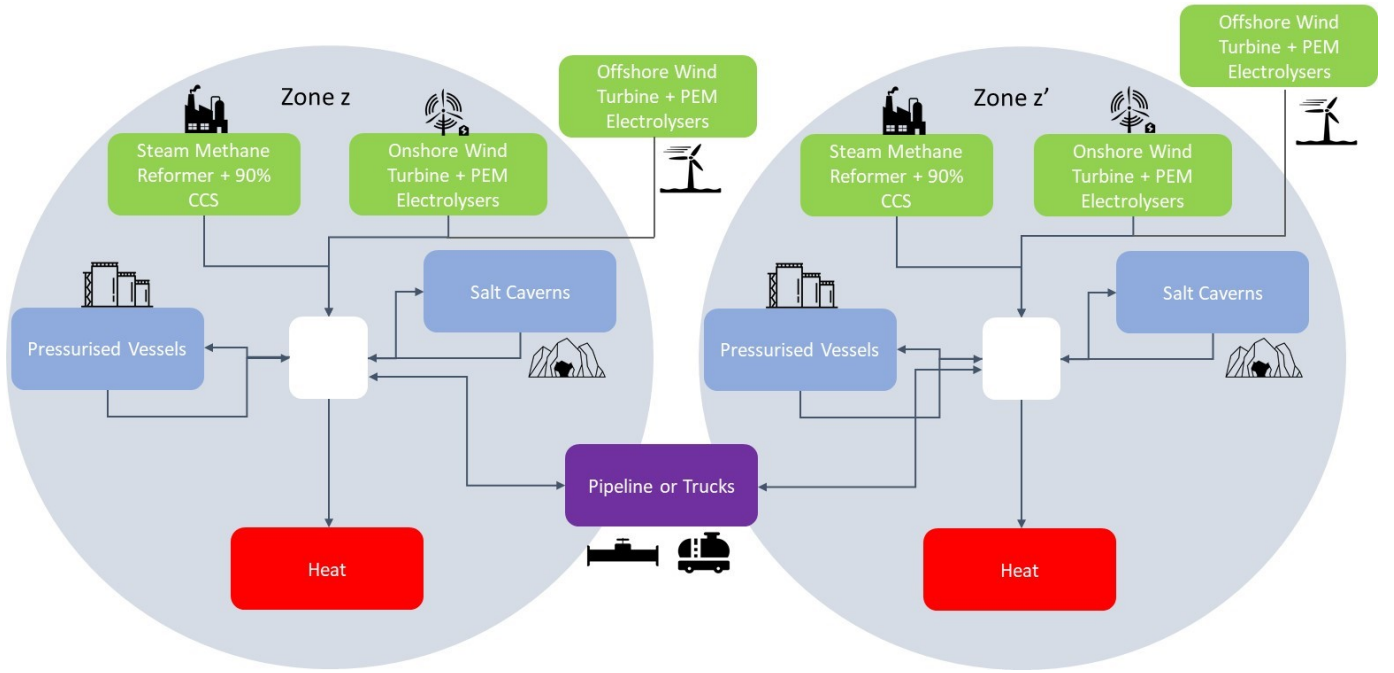 Zone z
Steam Methane
Reformer + 90%
CCS
Onshore Wind
Turbine + PEM
Electrolysers
Offshore Wind
Turbine + PEM
Electrolysers
Salt Caverns
Pressurised Vessels
Heat
Pipeline or Trucks
Zone z’
Steam Methane
Reformer + 90%
CCS
Onshore Wind
Turbine + PEM
Electrolysers
Offshore Wind
Turbine + PEM
Electrolysers
Salt Caverns
Pressurised Vessels
Heat